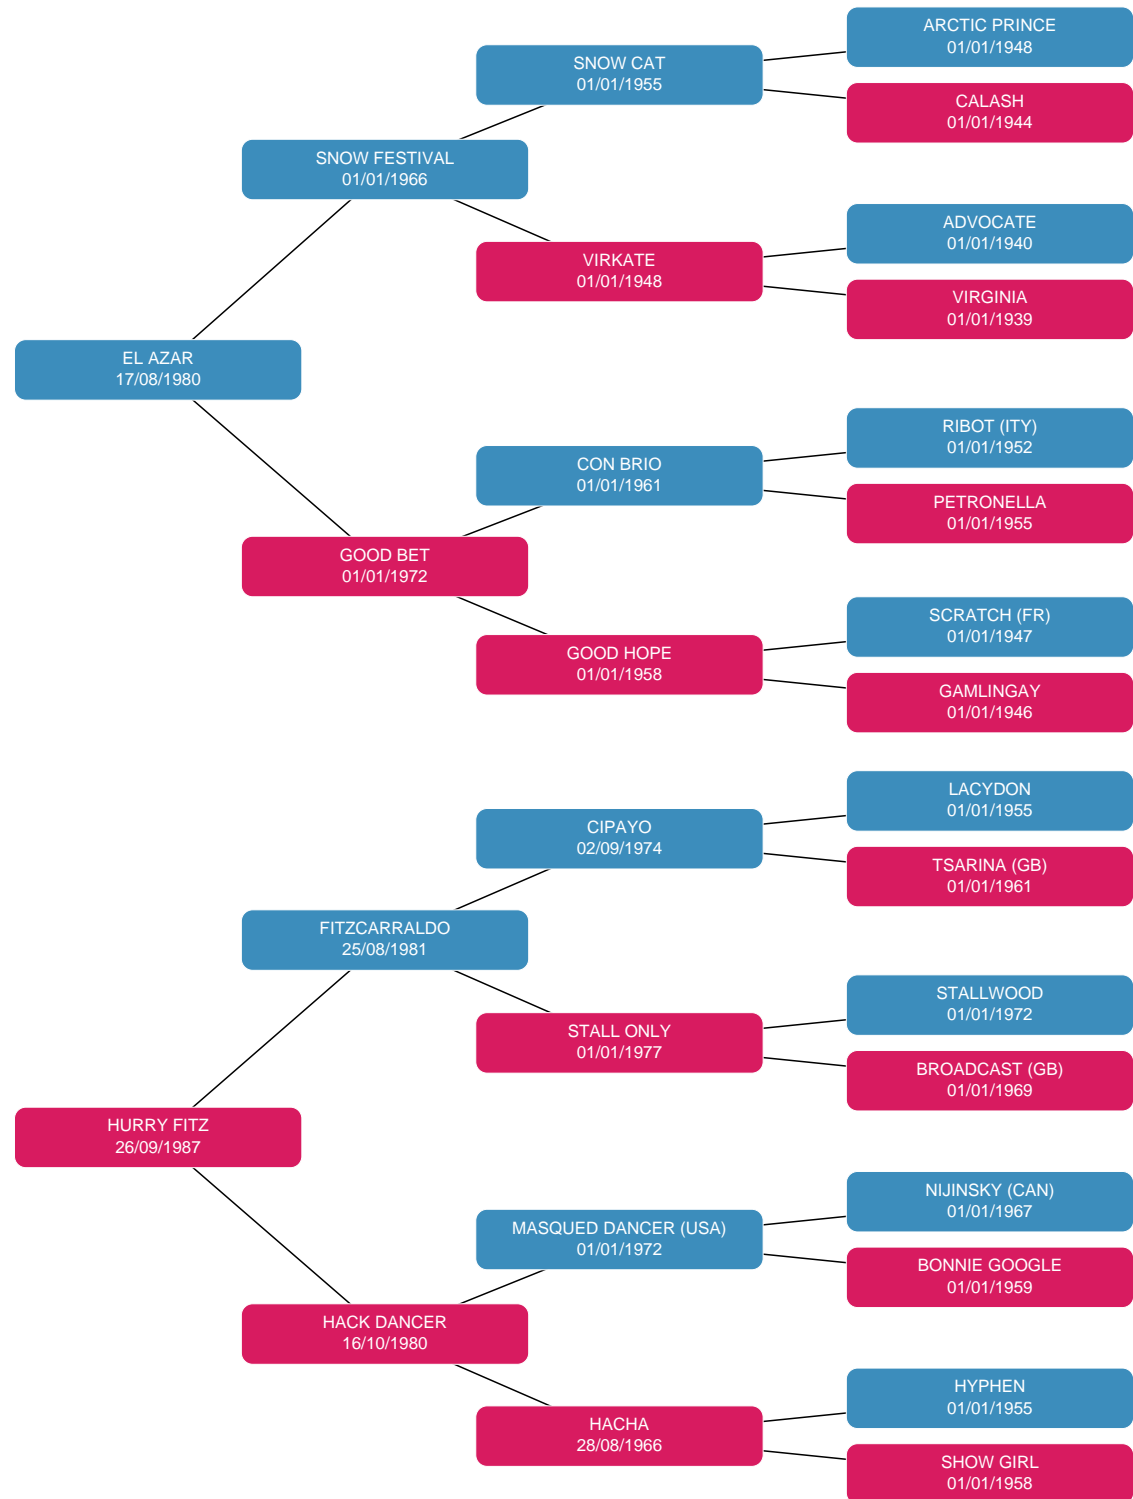 ARCTIC PRINCE
01/01/1948
SNOW CAT
01/01/1955
CALASH
01/01/1944
SNOW FESTIVAL
01/01/1966
ADVOCATE
01/01/1940
VIRKATE
01/01/1948
VIRGINIA
01/01/1939
EL AZAR
17/08/1980
RIBOT (ITY)
01/01/1952
CON BRIO
01/01/1961
PETRONELLA
01/01/1955
GOOD BET
01/01/1972
SCRATCH (FR)
01/01/1947
GOOD HOPE
01/01/1958
GAMLINGAY
01/01/1946
LACYDON
01/01/1955
CIPAYO
02/09/1974
TSARINA (GB)
01/01/1961
FITZCARRALDO
25/08/1981
STALLWOOD
01/01/1972
STALL ONLY
01/01/1977
BROADCAST (GB)
01/01/1969
HURRY FITZ
26/09/1987
NIJINSKY (CAN)
01/01/1967
MASQUED DANCER (USA)
01/01/1972
BONNIE GOOGLE
01/01/1959
HACK DANCER
16/10/1980
HYPHEN
01/01/1955
HACHA
28/08/1966
SHOW GIRL
01/01/1958